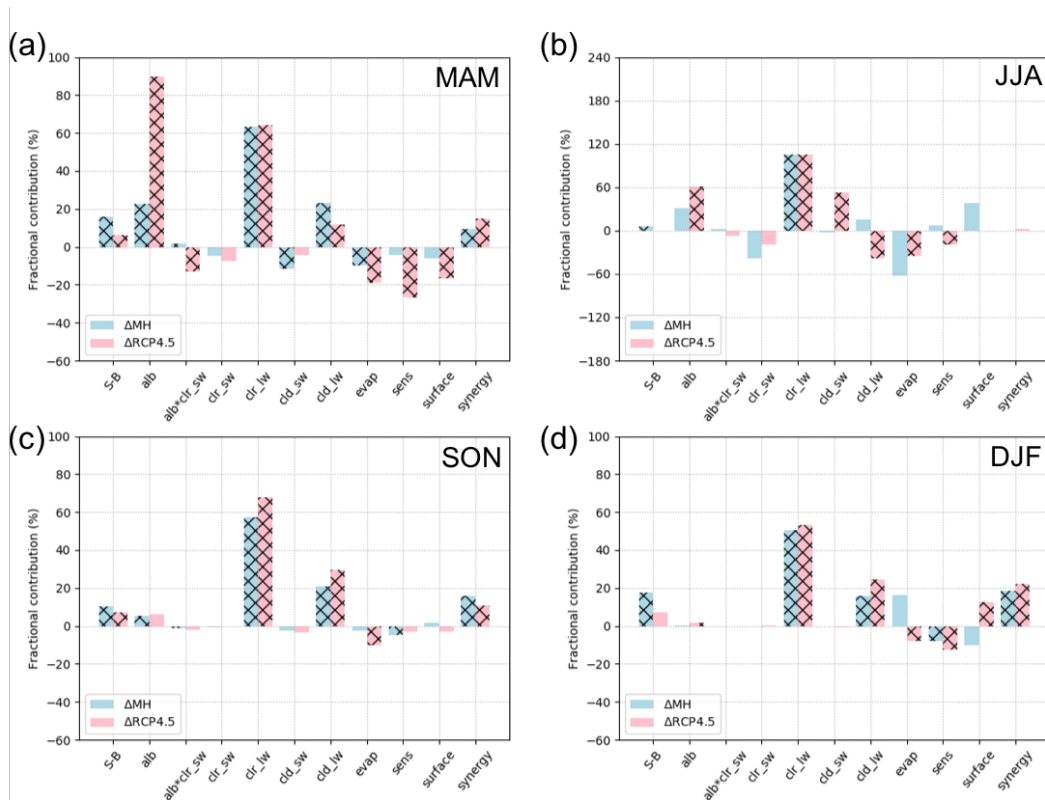 (a)
MAM
Fractional contribution (%)
100
80
60
40
20
0
−20
−40
−60
ΔMH
ΔRCP4.5
S-B
alb
alb*clr_sw
clr_sw
clr_lw
cld_sw
cld_lw
evap
sens
surface
synergy
(b)
JJA
Fractional contribution (%)
240
180
120
60
0
−60
−120
−180
ΔMH
ΔRCP4.5
S-B
alb
alb*clr_sw
clr_sw
clr_lw
cld_sw
cld_lw
evap
sens
surface
synergy
(c)
SON
Fractional contribution (%)
100
80
60
40
20
0
−20
−40
−60
ΔMH
ΔRCP4.5
S-B
alb
alb*clr_sw
clr_sw
clr_lw
cld_sw
cld_lw
evap
sens
surface
synergy
(d)
DJF
Fractional contribution (%)
100
80
60
40
20
0
−20
−40
−60
ΔMH
ΔRCP4.5
S-B
alb
alb*clr_sw
clr_sw
clr_lw
cld_sw
cld_lw
evap
sens
surface
synergy